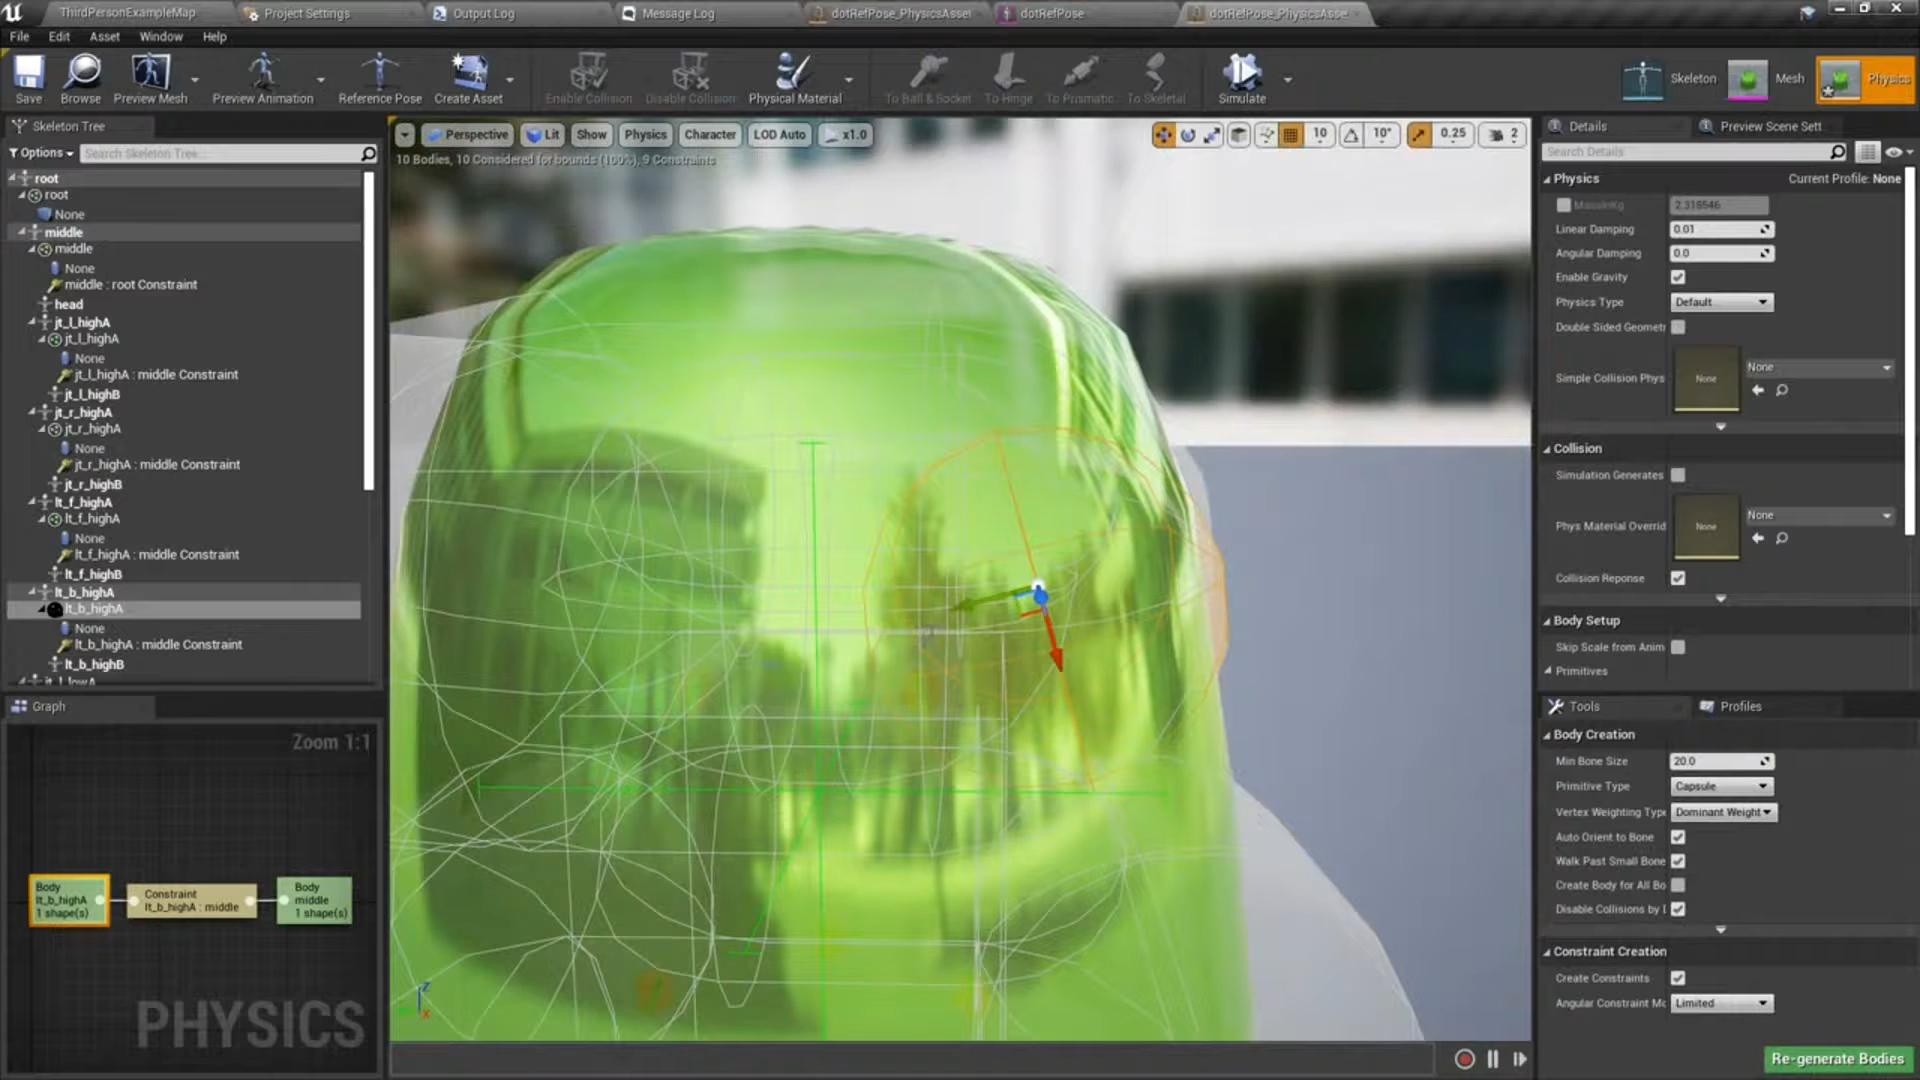 ThirdPersonExampleMap
Project Settings
Output Log
Message Log
dotRefPose_PhysicsAsset
dotRefPose
dotRefPose_PhysicsAsse
File Edit Asset Window Help
Save
Browse
Preview Mesh
Preview Animation
Reference Pose
Create Asset
Enable Collision
Disable Collision
Physical Material
To Ball & Socket
To Hinge
To Prismatic
To Skeletal
Simulate
Skeleton
Mesh
Physics
Skeleton Tree
Options
Search Skeleton Tree...
root
root
None
middle
middle
None
middle : root Constraint
head
jt_l_highA
jt_l_highA
None
jt_l_highA : middle Constraint
jt_l_highB
jt_r_highA
jt_r_highA
None
jt_r_highA : middle Constraint
jt_r_highB
lt_f_highA
lt_f_highA
None
lt_f_highA : middle Constraint
lt_f_highB
lt_b_highA
lt_b_highA
None
lt_b_highA : middle Constraint
lt_b_highB
jt_l_lowA
Graph
Zoom 1:1
Body
lt_b_highA
1 shape(s)
Constraint
lt_b_highA : middle
Body
middle
1 shape(s)
PHYSICS
Perspective
Lit
Show
Physics
Character
LOD Auto
x1.0
10
10°
0.25
2
10 Bodies, 10 Considered for bounds (100%), 9 Constraints
Z
X
Details
Preview Scene Sett
Search Details
Physics
Current Profile: None
MassInKg
2.318546
Linear Damping
0.01
Angular Damping
0.0
Enable Gravity
Physics Type
Default
Double Sided Geometr
Simple Collision Phys
None
None
Collision
Simulation Generates
Phys Material Overrid
None
None
Collision Reponse
Body Setup
Skip Scale from Anim
Primitives
Tools
Profiles
Body Creation
Min Bone Size
20.0
Primitive Type
Capsule
Vertex Weighting Type
Dominant Weight
Auto Orient to Bone
Walk Past Small Bone
Create Body for All Bo
Disable Collisions by D
Constraint Creation
Create Constraints
Angular Constraint Mo
Limited
Re-generate Bodies